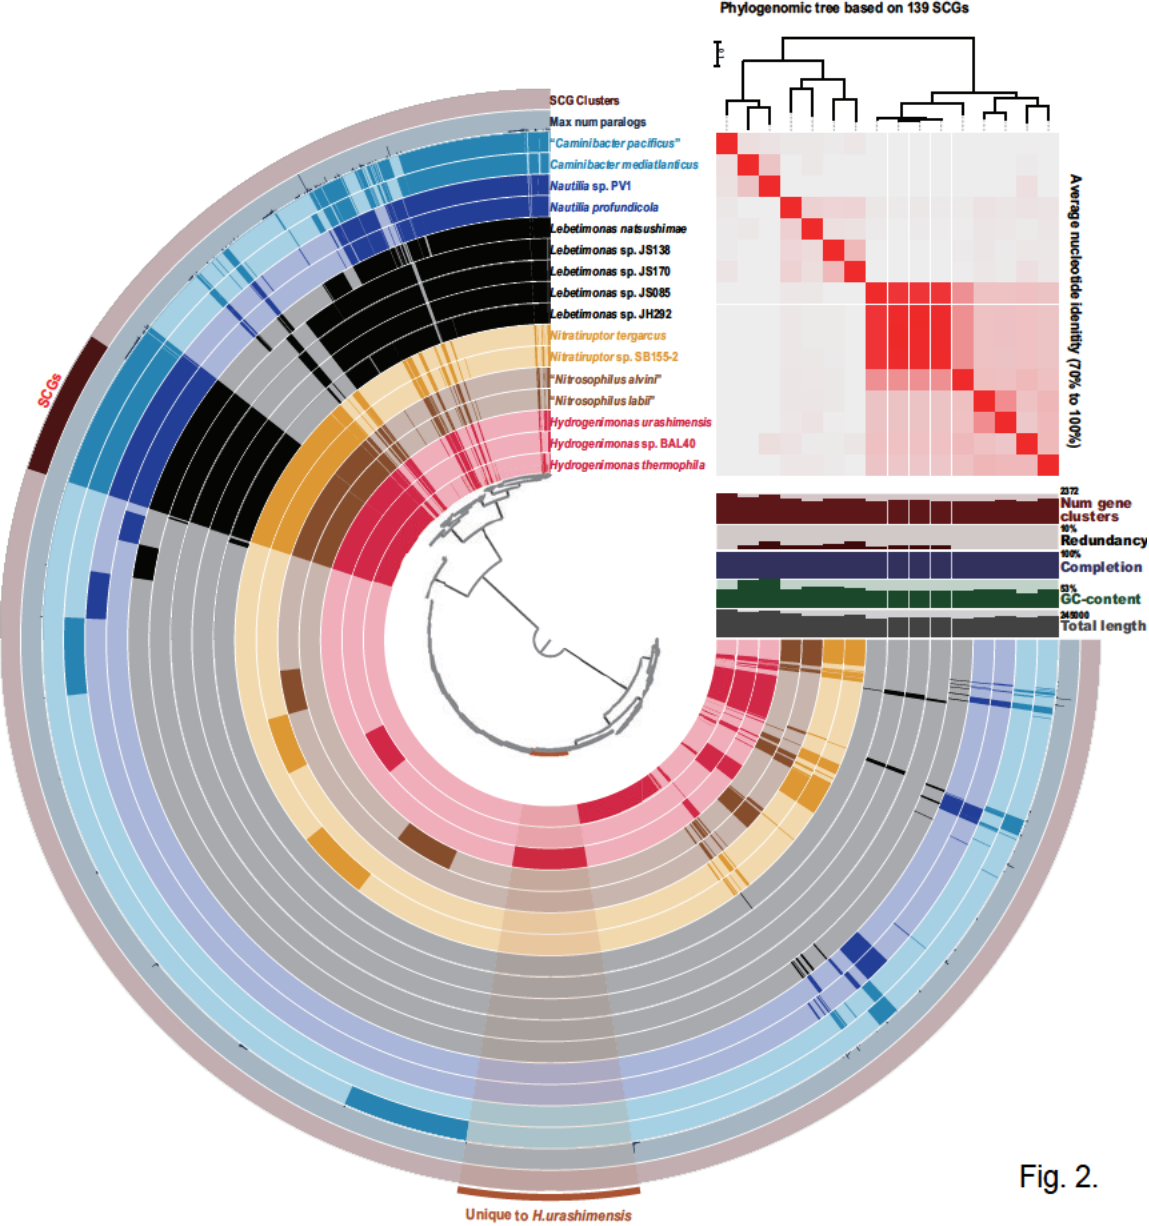 Phylogenomic tree based on 139 SCGs
SCG Clusters
Max num paralogs
"Caminibacter pacificus"
Caminibacter mediatlanticus
Nautilia sp. PV1
Nautilia profundicola
Lebetimonas natsushimae
Lebetimonas sp. JS138
Lebetimonas sp. JS170
Lebetimonas sp. JS085
Lebetimonas sp. JH292
Nitratiruptor tergarcus
Nitratiruptor sp. SB155-2
"Nitrosophilus alvini"
"Nitrosophilus labii"
Hydrogenimonas urashimensis
Hydrogenimonas sp. BAL40
Hydrogenimonas thermophila
Average nucleotide idenitiy (70% to 100%)
SCGs
2372
Num gene
clusters
10%
Redundancy
100%
Completion
53%
GC-content
245000
Total length
Fig. 2.
Unique to H.urashimensis